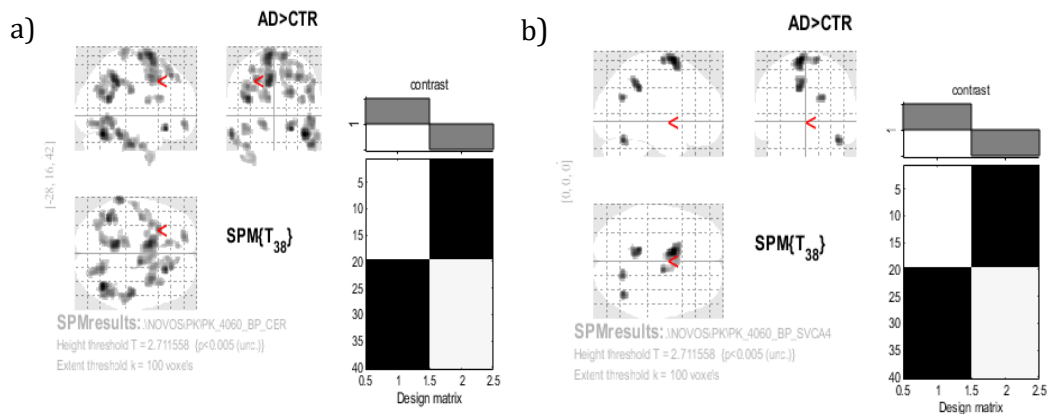 a)
AD>CTR
contrast
1
[-28, 16, 42]
SPM{T38}
5
10
15
20
25
30
35
40
0.5 1 1.5 2 2.5
Design matrix
SPMresults: .\NOVOS\PK\PK_4060_BP_CER
Height threshold T = 2.711558 {p<0.005 (unc.)}
Extent threshold k = 100 voxels
b)
AD>CTR
contrast
1
[0, 0, 0]
SPM{T38}
5
10
15
20
25
30
35
40
0.5 1 1.5 2 2.5
Design matrix
SPMresults: .\NOVOS\PK\PK_4060_BP_SVCA4
Height threshold T = 2.711558 {p<0.005 (unc.)}
Extent threshold k = 100 voxels